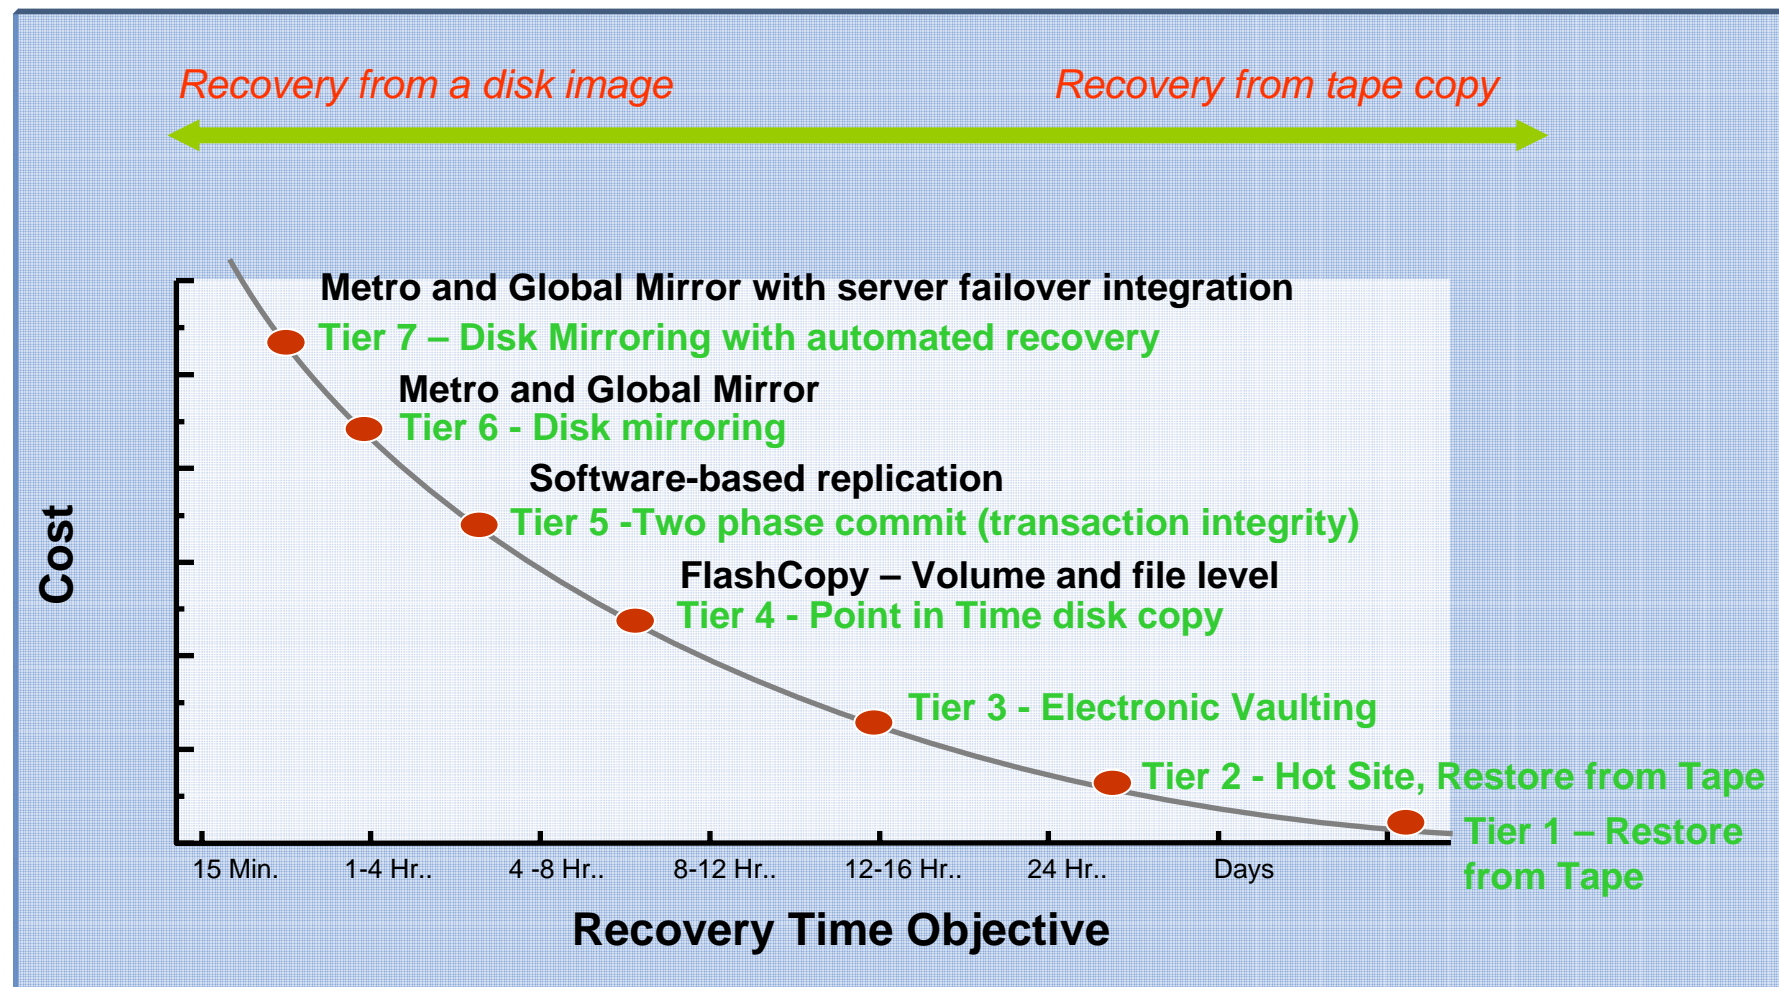 Recovery from a disk image
Recovery from tape copy
Metro and Global Mirror with server failover integration
Tier 7 – Disk Mirroring with automated recovery
Metro and Global Mirror
Tier 6 - Disk mirroring
Software-based replication
Tier 5 -Two phase commit (transaction integrity)
FlashCopy – Volume and file level
Tier 4 - Point in Time disk copy
Tier 3 - Electronic Vaulting
Tier 2 - Hot Site, Restore from Tape
Tier 1 – Restore
from Tape
Cost
15 Min.
1-4 Hr..
4 -8 Hr..
8-12 Hr..
12-16 Hr..
24 Hr..
Days
Recovery Time Objective